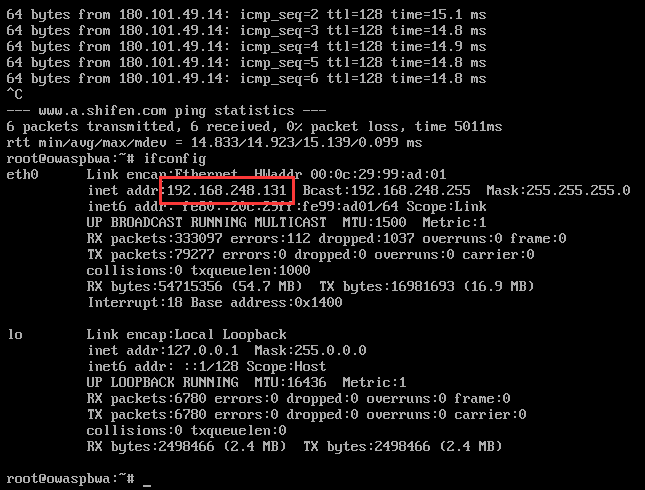 64 bytes from 180.101.49.14: icmp_seq=2 ttl=128 time=15.1 ms
64 bytes from 180.101.49.14: icmp_seq=3 ttl=128 time=14.8 ms
64 bytes from 180.101.49.14: icmp_seq=4 ttl=128 time=14.9 ms
64 bytes from 180.101.49.14: icmp_seq=5 ttl=128 time=14.8 ms
64 bytes from 180.101.49.14: icmp_seq=6 ttl=128 time=14.8 ms
^C
--- www.a.shifen.com ping statistics ---
6 packets transmitted, 6 received, 0% packet loss, time 5011ms
rtt min/avg/max/mdev = 14.833/14.923/15.139/0.099 ms
root@owaspbwa:~# ifconfig
eth0      Link encap:Ethernet  HWaddr 00:0c:29:99:ad:01
          inet addr:192.168.248.131  Bcast:192.168.248.255  Mask:255.255.255.0
          inet6 addr: fe80::20c:29ff:fe99:ad01/64 Scope:Link
          UP BROADCAST RUNNING MULTICAST  MTU:1500  Metric:1
          RX packets:333097 errors:112 dropped:1037 overruns:0 frame:0
          TX packets:79277 errors:0 dropped:0 overruns:0 carrier:0
          collisions:0 txqueuelen:1000
          RX bytes:54715356 (54.7 MB)  TX bytes:16981693 (16.9 MB)
          Interrupt:18 Base address:0x1400

lo        Link encap:Local Loopback
          inet addr:127.0.0.1  Mask:255.0.0.0
          inet6 addr: ::1/128 Scope:Host
          UP LOOPBACK RUNNING  MTU:16436  Metric:1
          RX packets:6780 errors:0 dropped:0 overruns:0 frame:0
          TX packets:6780 errors:0 dropped:0 overruns:0 carrier:0
          collisions:0 txqueuelen:0
          RX bytes:2498466 (2.4 MB)  TX bytes:2498466 (2.4 MB)

root@owaspbwa:~# _